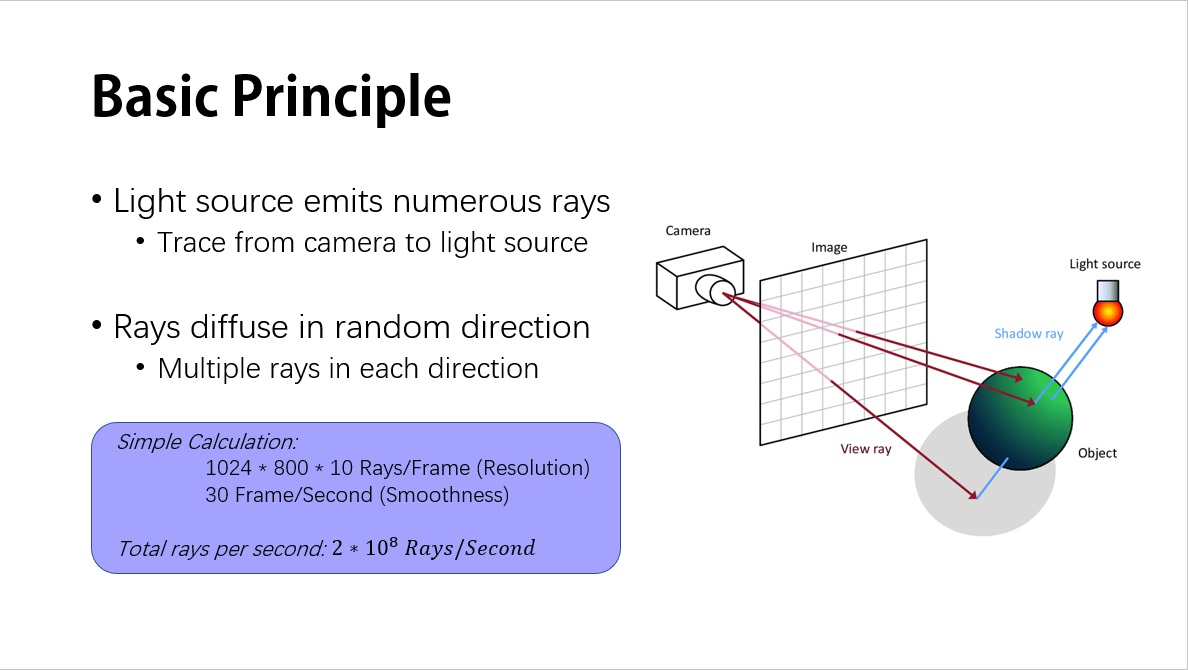 Basic Principle
• Light source emits numerous rays
• Trace from camera to light source
• Rays diffuse in random direction
• Multiple rays in each direction
Simple Calculation:
1024 * 800 * 10 Rays/Frame (Resolution)
30 Frame/Second (Smoothness)
Total rays per second: 2 * 10⁸ Rays/Second
Camera
Image
Light source
Shadow ray
View ray
Object